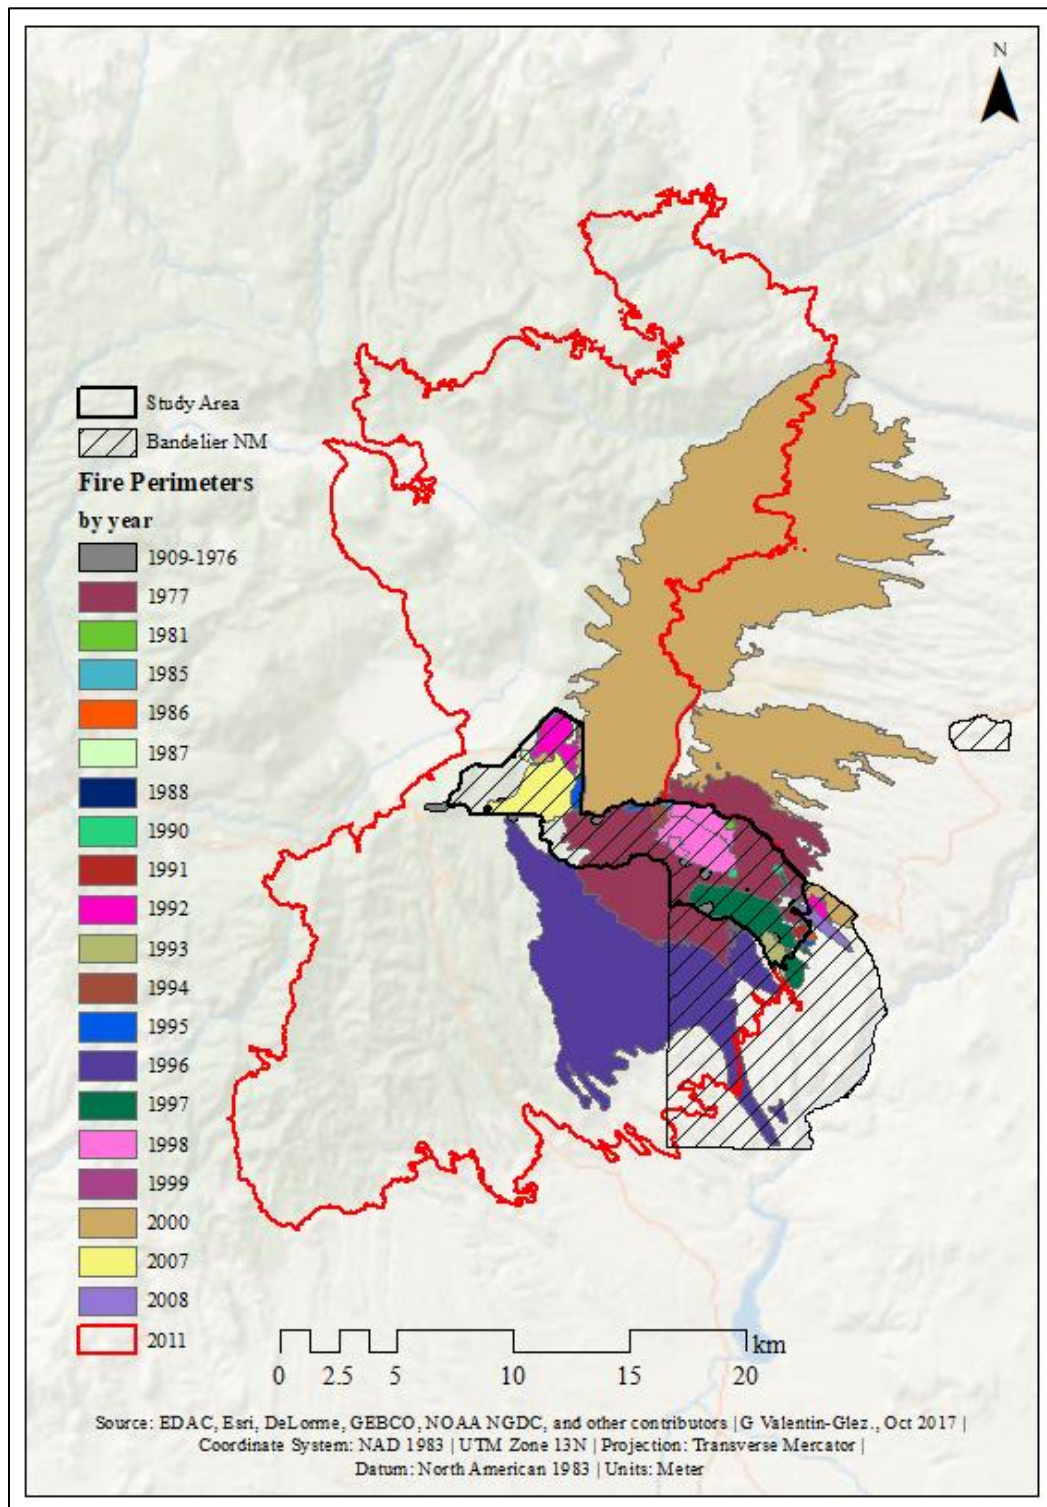 N
Study Area
Bandelier NM
Fire Perimeters
by year
1909-1976
1977
1981
1985
1986
1987
1988
1990
1991
1992
1993
1994
1995
1996
1997
1998
1999
2000
2007
2008
2011
km
0 2.5 5 10 15 20
Source: EDAC, Esri, DeLorme, GEBCO, NOAA NGDC, and other contributors | G Valentin-Glez., Oct 2017 |
Coordinate System: NAD 1983 | UTM Zone 13N | Projection: Transverse Mercator |
Datum: North American 1983 | Units: Meter